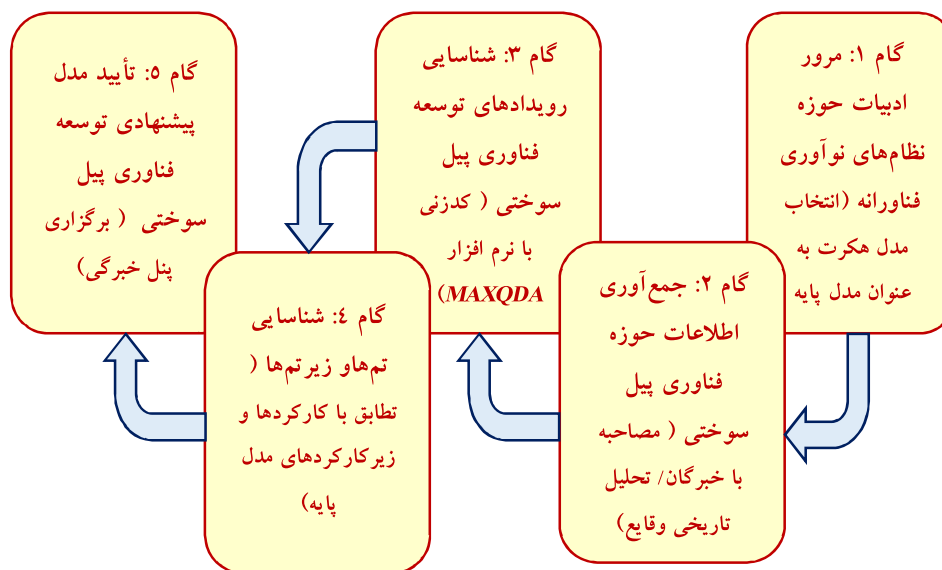 گام ۱: مرور
ادبیات حوزه
نظام‌های نوآوری
فناورانه (انتخاب
مدل هکرت به
عنوان مدل پایه
گام ۲: جمع‌آوری
اطلاعات حوزه
فناوری پیل
سوختی ( مصاحبه
با خبرگان/ تحلیل
تاریخی وقایع)
گام ۳: شناسایی
رویدادهای توسعه
فناوری پیل
سوختی ( کدزنی
با نرم افزار
MAXQDA)
گام ٤: شناسایی
تم‌هاو زیرتم‌ها (
تطابق با کارکردها و
زیرکارکردهای مدل
پایه)
گام ٥: تأیید مدل
پیشنهادی توسعه
فناوری پیل
سوختی ( برگزاری
پنل خبرگی)